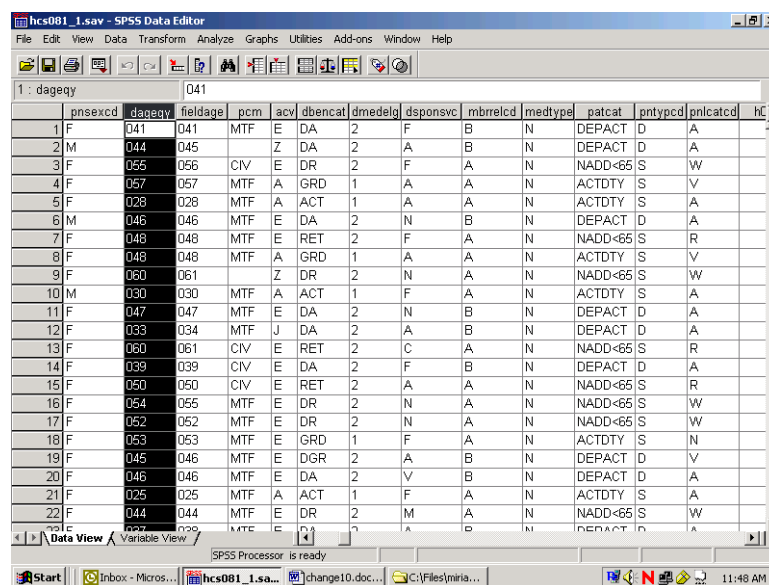 hcs081_1.sav - SPSS Data Editor
File Edit View Data Transform Analyze Graphs Utilities Add-ons Window Help
1 : dageqy 041
pnsexcd dageqy fieldage pcm acv dbencat dmedelg dsponsvc mbrrelcd medtype patcat pntypcd pnlcatcd
1 F 041 041 MTF E DA 2 F B N DEPACT D A
2 M 044 045 Z DA 2 A B N DEPACT D A
3 F 055 056 CIV E DR 2 F A N NADD<65 S W
4 F 057 057 MTF A GRD 1 A A N ACTDTY S V
5 F 028 028 MTF A ACT 1 A A N ACTDTY S A
6 M 046 046 MTF E DA 2 N B N DEPACT D A
7 F 048 048 MTF E RET 2 F A N NADD<65 S R
8 F 048 048 MTF A GRD 1 A A N ACTDTY S V
9 F 060 061 Z DR 2 N A N NADD<65 S W
10 M 030 030 MTF A ACT 1 F A N ACTDTY S A
11 F 047 047 MTF E DA 2 N B N DEPACT D A
12 F 033 034 MTF J DA 2 A B N DEPACT D A
13 F 060 061 CIV E RET 2 C A N NADD<65 S R
14 F 039 039 CIV E DA 2 F B N DEPACT D A
15 F 050 050 CIV E RET 2 A A N NADD<65 S R
16 F 054 055 MTF E DR 2 N A N NADD<65 S W
17 F 052 052 MTF E DR 2 N A N NADD<65 S W
18 F 053 053 MTF E GRD 1 F A N ACTDTY S N
19 F 045 046 MTF E DGR 2 A B N DEPACT D V
20 F 046 046 MTF E DA 2 V B N DEPACT D A
21 F 025 025 MTF A ACT 1 F A N ACTDTY S A
22 F 044 044 MTF E DR 2 M A N NADD<65 S W
Data View Variable View
SPSS Processor is ready
Start Inbox - Micros... hcs081_1.sa... change10.doc... C:\Files\miria... 11:48 AM